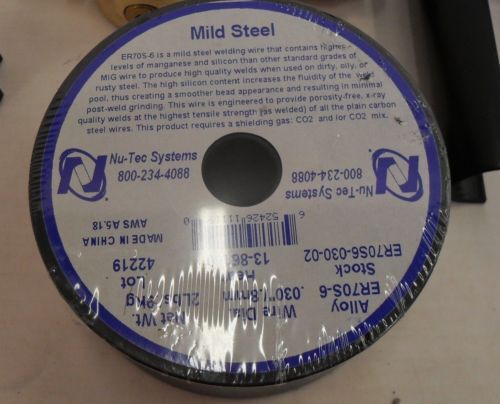 Mild Steel
ER70S-6 is a mild steel welding wire that contains higher
levels of manganese and silicon than other standard grades of
MIG wire to produce high quality welds when used on dirty, oily, or
rusty steel. The high silicon content increases the fluidity of the
pool, thus creating a smoother bead appearance and resulting in minimal
post-weld grinding. This wire is engineered to provide porosity-free, x-ray
quality welds at the highest tensile strength (as welded) of all the plain carbon
steel wires. This product requires a shielding gas: CO2 and /or CO2 mix.
Nu-Tec Systems
800-234-4088
N
Nu-Tec Systems
800-234-4088
N
AWS A5.18
MADE IN CHINA
Alloy
ER70S-6
Stock
ER70S6-030-02
Wire Dia.
.030"/.8mm
Net Wt.
2Lbs/.9Kg
Lot
42219